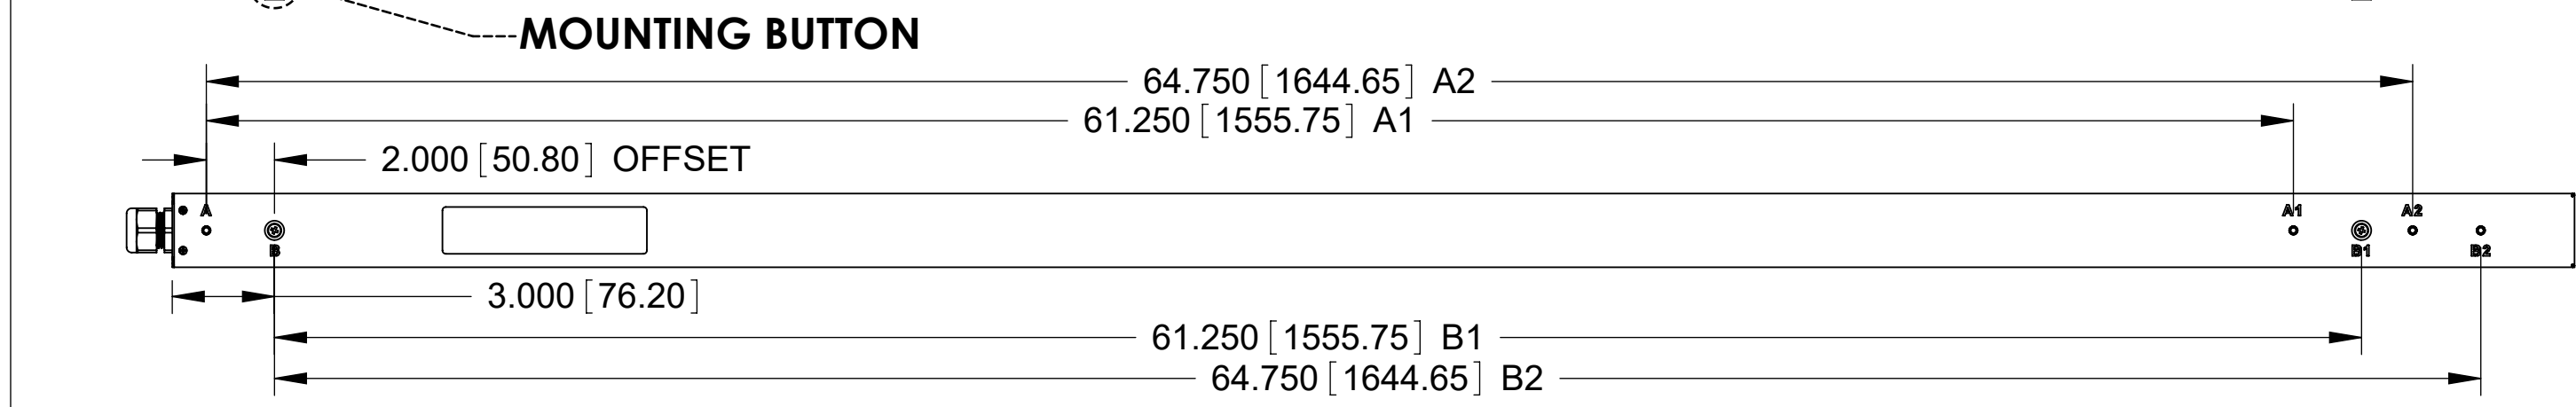 MOUNTING BUTTON
64.750 [1644.65] A2
61.250 [1555.75] A1
2.000 [50.80] OFFSET
A A1 A2
B B1 B2
3.000 [76.20]
61.250 [1555.75] B1
64.750 [1644.65] B2